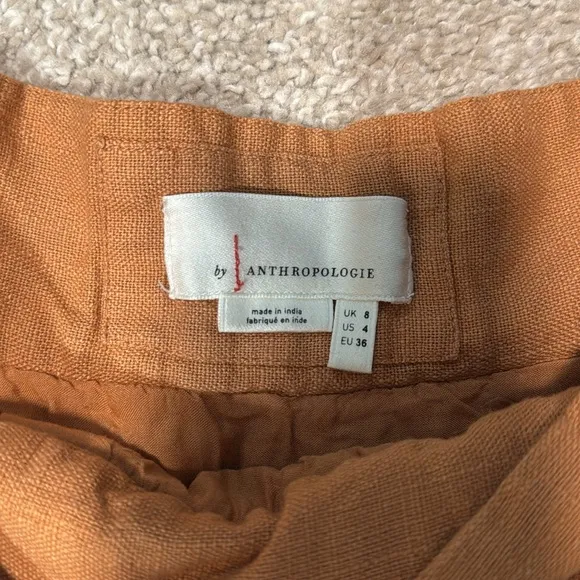 by ANTHROPOLOGIE
made in india
fabriqué en inde
UK 8
US 4
EU 36